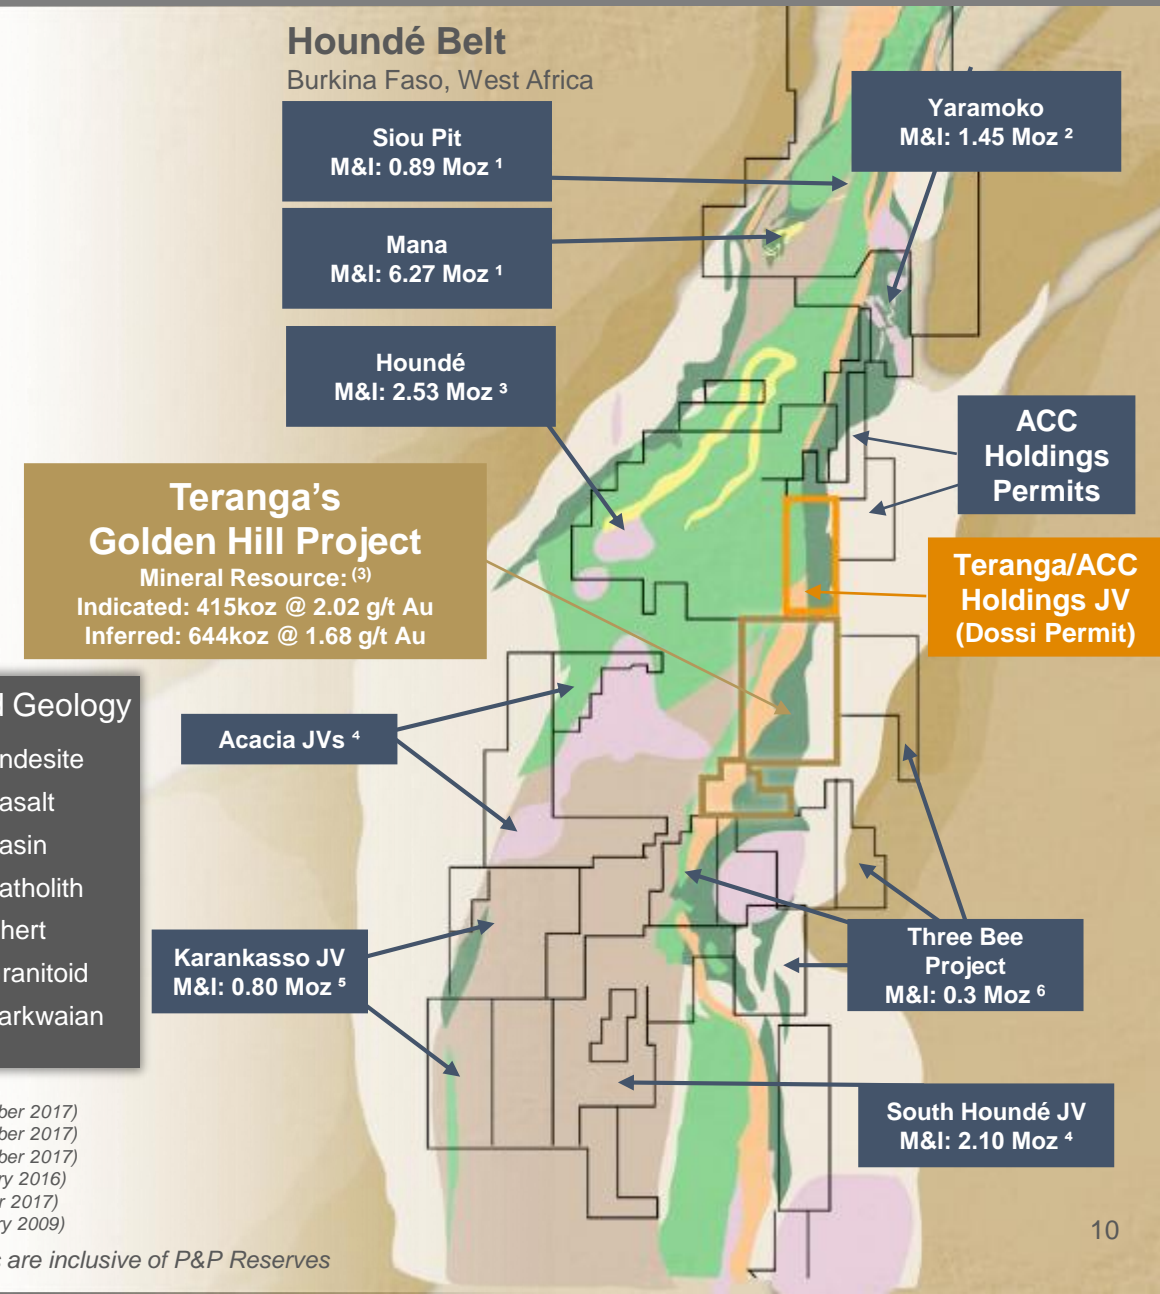 Houndé Belt
Burkina Faso, West Africa
Siou Pit
M&I: 0.89 Moz ¹
Yaramoko
M&I: 1.45 Moz ²
Mana
M&I: 6.27 Moz ¹
Houndé
M&I: 2.53 Moz ³
ACC
Holdings
Permits
Teranga's
Golden Hill Project
Mineral Resource: ⁽³⁾
Indicated: 415koz @ 2.02 g/t Au
Inferred: 644koz @ 1.68 g/t Au
Teranga/ACC
Holdings JV
(Dossi Permit)
d Geology
ndesite
asalt
asin
atholith
hert
ranitoid
arkwaian
Acacia JVs ⁴
Karankasso JV
M&I: 0.80 Moz ⁵
Three Bee
Project
M&I: 0.3 Moz ⁶
South Houndé JV
M&I: 2.10 Moz ⁴
ber 2017)
ber 2017)
ber 2017)
ry 2016)
r 2017)
ry 2009)
s are inclusive of P&P Reserves
10